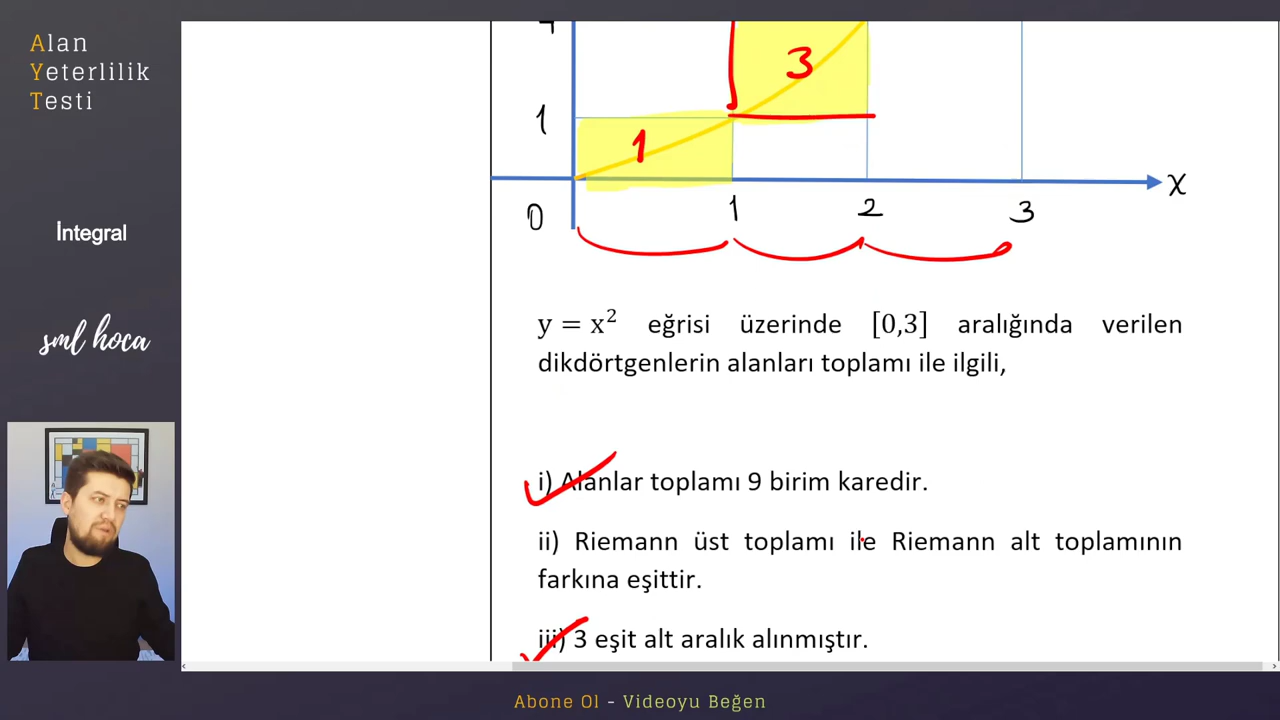 Alan
Yeterlilik
Testi
İntegral
sml hoca
3
1
1
x
0
1
2
3
y = x² eğrisi üzerinde [0,3] aralığında verilen
dikdörtgenlerin alanları toplamı ile ilgili,
i) Alanlar toplamı 9 birim karedir.
ii) Riemann üst toplamı ile Riemann alt toplamının
farkına eşittir.
iii) 3 eşit alt aralık alınmıştır.
Abone Ol - Videoyu Beğen